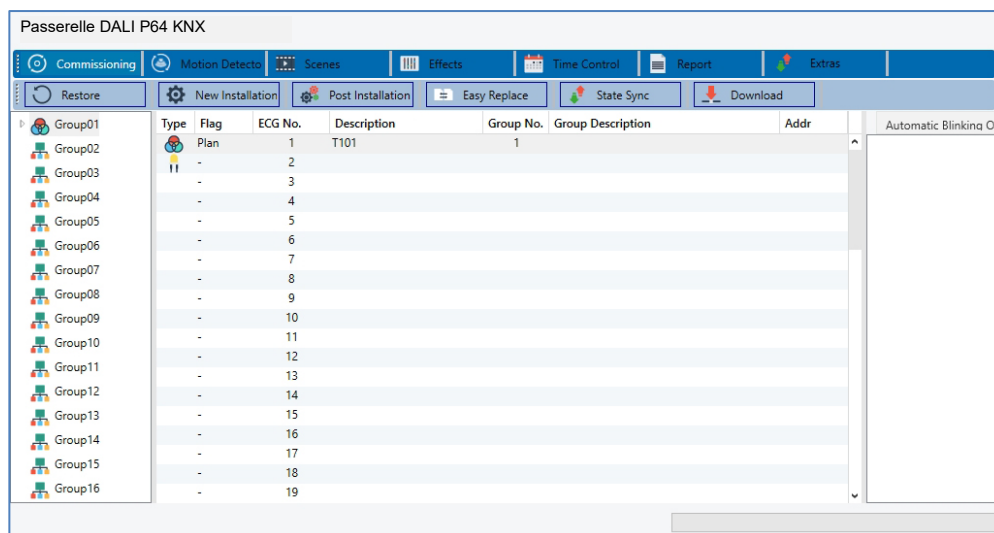 Passerelle DALI P64 KNX
Commissioning Motion Detecto Scenes Effects Time Control Report Extras
Restore New Installation Post Installation Easy Replace State Sync Download
Group01
Group02
Group03
Group04
Group05
Group06
Group07
Group08
Group09
Group10
Group11
Group12
Group13
Group14
Group15
Group16
Type Flag ECG No. Description Group No. Group Description Addr
Plan 1 T101 1
- 2
- 3
- 4
- 5
- 6
- 7
- 8
- 9
- 10
- 11
- 12
- 13
- 14
- 15
- 16
- 17
- 18
- 19
Automatic Blinking O